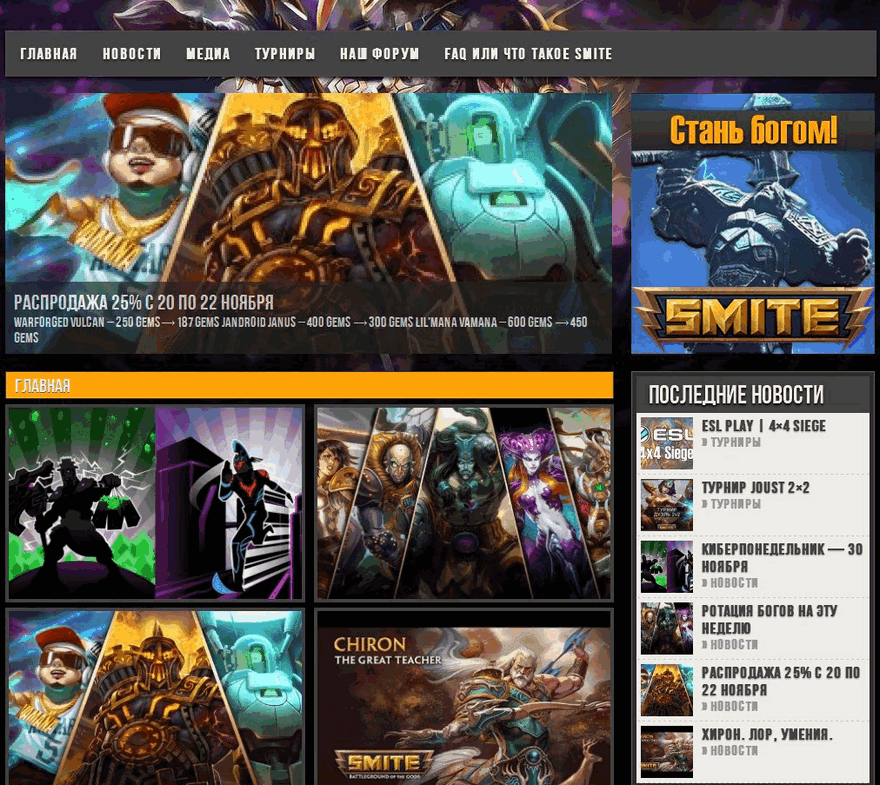 ГЛАВНАЯ НОВОСТИ МЕДИА ТУРНИРЫ НАШ ФОРУМ FAQ ИЛИ ЧТО ТАКОЕ SMITE
Стань богом!
SMITE
РАСПРОДАЖА 25% С 20 ПО 22 НОЯБРЯ
WARFORGED VULCAN – 250 GEMS —> 187 GEMS JANDROID JANUS – 400 GEMS —> 300 GEMS LIL'MANA VAMANA – 600 GEMS —> 450
GEMS
ГЛАВНАЯ
CHIRON
THE GREAT TEACHER
SMITE
BATTLEGROUND OF THE GODS
ПОСЛЕДНИЕ НОВОСТИ
ESL
4x4 Siege
ESL PLAY | 4×4 SIEGE
» ТУРНИРЫ
ТУРНИР JOUST 2×2
» ТУРНИРЫ
КИБЕРПОНЕДЕЛЬНИК — 30
НОЯБРЯ
» НОВОСТИ
РОТАЦИЯ БОГОВ НА ЭТУ
НЕДЕЛЮ
» НОВОСТИ
РАСПРОДАЖА 25% С 20 ПО
22 НОЯБРЯ
» НОВОСТИ
ХИРОН. ЛОР, УМЕНИЯ.
» НОВОСТИ